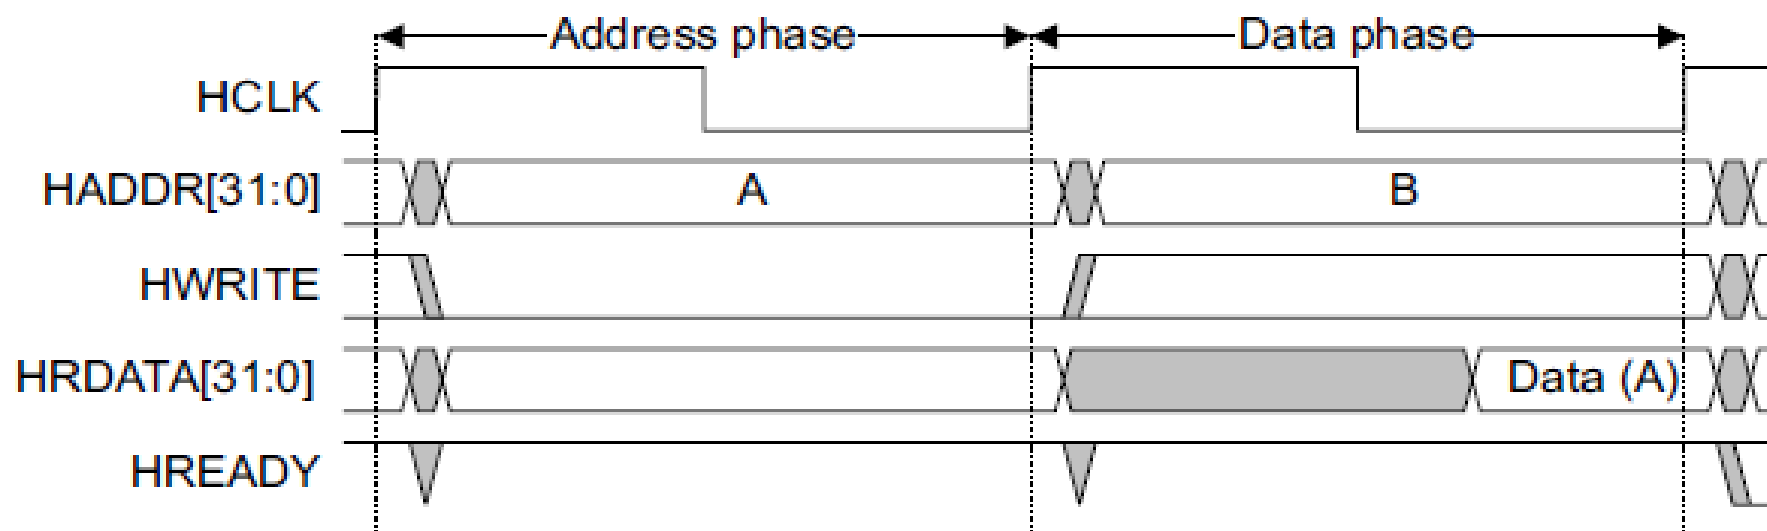 Address phase Data phase
HCLK
HADDR[31:0] A B
HWRITE
HRDATA[31:0] Data (A)
HREADY